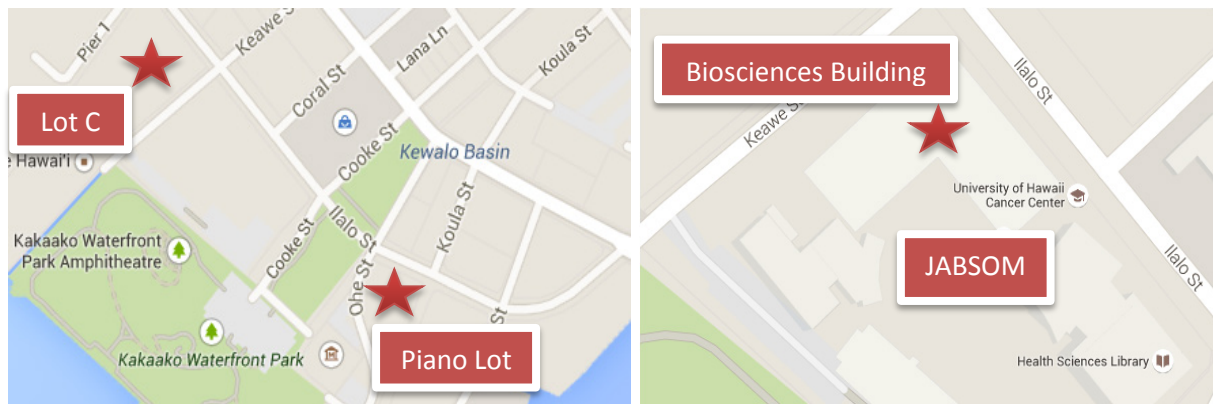 Pier 1
Keawe S
Lot C
e Hawai'i
Coral St
Lana Ln
Koula St
Cooke St
Kewalo Basin
Kakaako Waterfront
Park Amphitheatre
Cooke St
Ilalo St
Koula St
Ohe St
St
Kakaako Waterfront Park
Piano Lot
Biosciences Building
Ilalo St
Keawe S
University of Hawaii
Cancer Center
JABSOM
Ilalo St
Health Sciences Library